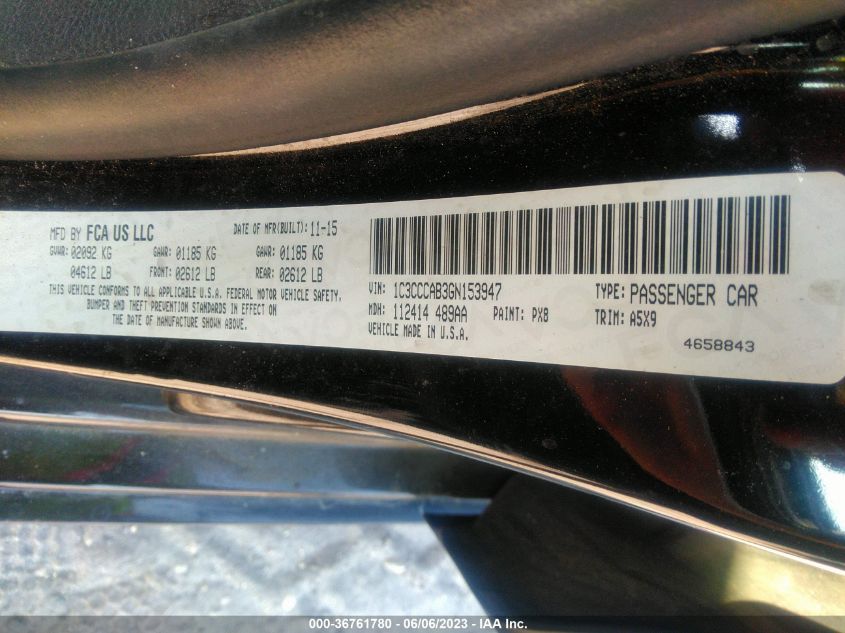 MFD BY FCA US LLC DATE OF MFR(BUILT): 11-15
GVWR: 02092 KG GAWR: 01185 KG GAWR: 01185 KG
04612 LB FRONT: 02612 LB REAR: 02612 LB
THIS VEHICLE CONFORMS TO ALL APPLICABLE U.S.A. FEDERAL MOTOR VEHICLE SAFETY,
BUMPER AND THEFT PREVENTION STANDARDS IN EFFECT ON
THE DATE OF MANUFACTURE SHOWN ABOVE.
VIN: 1C3CCCAB3GN153947 TYPE: PASSENGER CAR
MDH: 112414 489AA PAINT: PX8 TRIM: A5X9
VEHICLE MADE IN U.S.A.
4658843
000-36761780 - 06/06/2023 - IAA Inc.